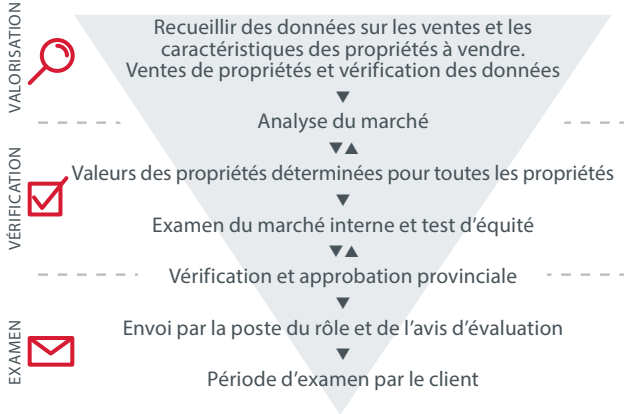 VALORISATION
Recueillir des données sur les ventes et les
caractéristiques des propriétés à vendre.
Ventes de propriétés et vérification des données
▼
Analyse du marché
▼▲
VÉRIFICATION
Valeurs des propriétés déterminées pour toutes les propriétés
▼
Examen du marché interne et test d'équité
▼▲
Vérification et approbation provinciale
▼
EXAMEN
Envoi par la poste du rôle et de l'avis d'évaluation
▼
Période d'examen par le client